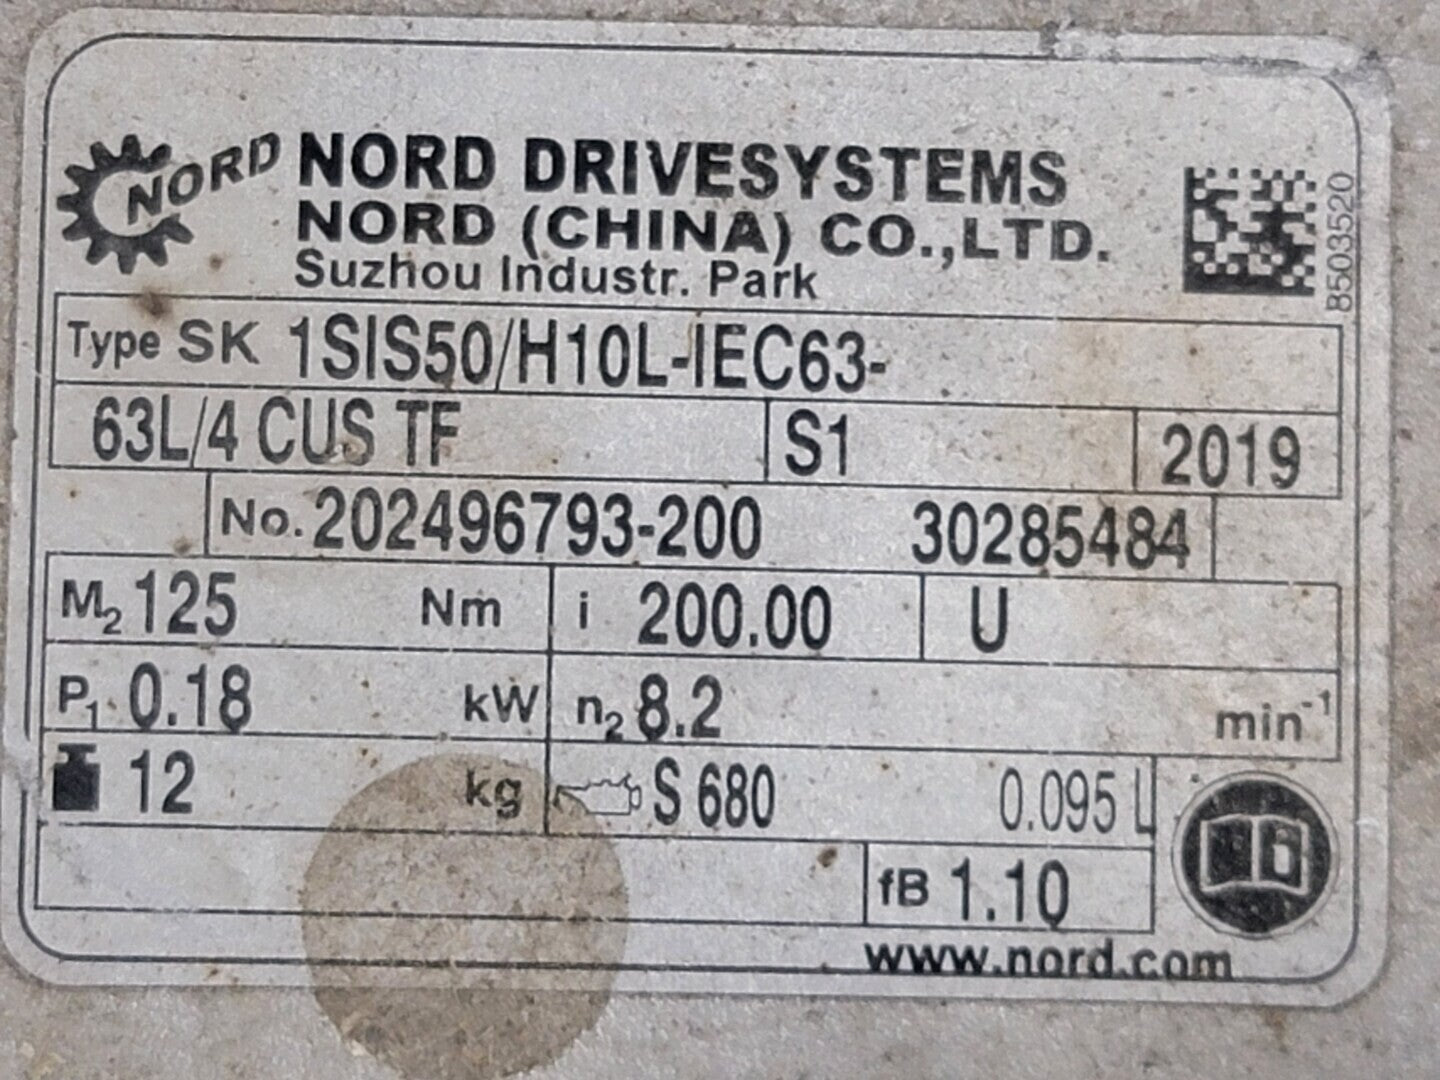 NORD
NORD DRIVESYSTEMS
NORD (CHINA) CO.,LTD.
Suzhou Industr. Park
8503520
Type SK 1SIS50/H10L-IEC63-
63L/4 CUS TF S1 2019
No. 202496793-200 30285484
M2 125 Nm i 200.00 U
P1 0.18 kW n2 8.2 min-1
12 kg S 680 0.095 L
fB 1.10
www.nord.com